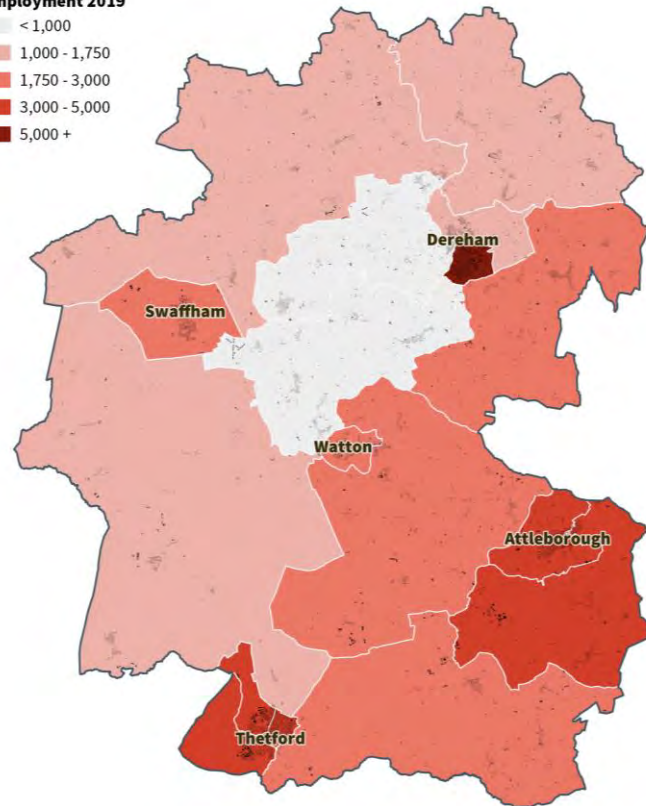 mployment 2019
< 1,000
1,000 - 1,750
1,750 - 3,000
3,000 - 5,000
5,000 +
Dereham
Swaffham
Watton
Attleborough
Thetford